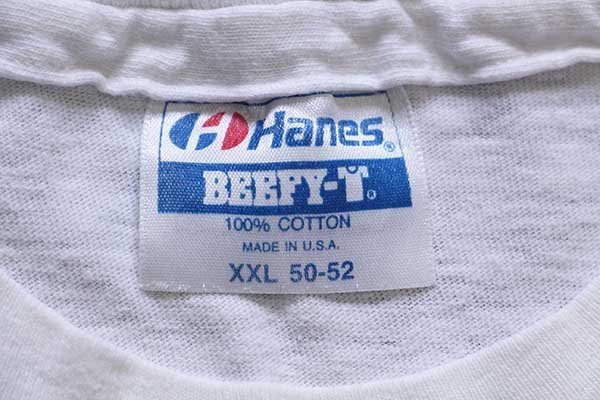 Hanes®
BEEFY-T®
100% COTTON
MADE IN U.S.A.
XXL 50-52